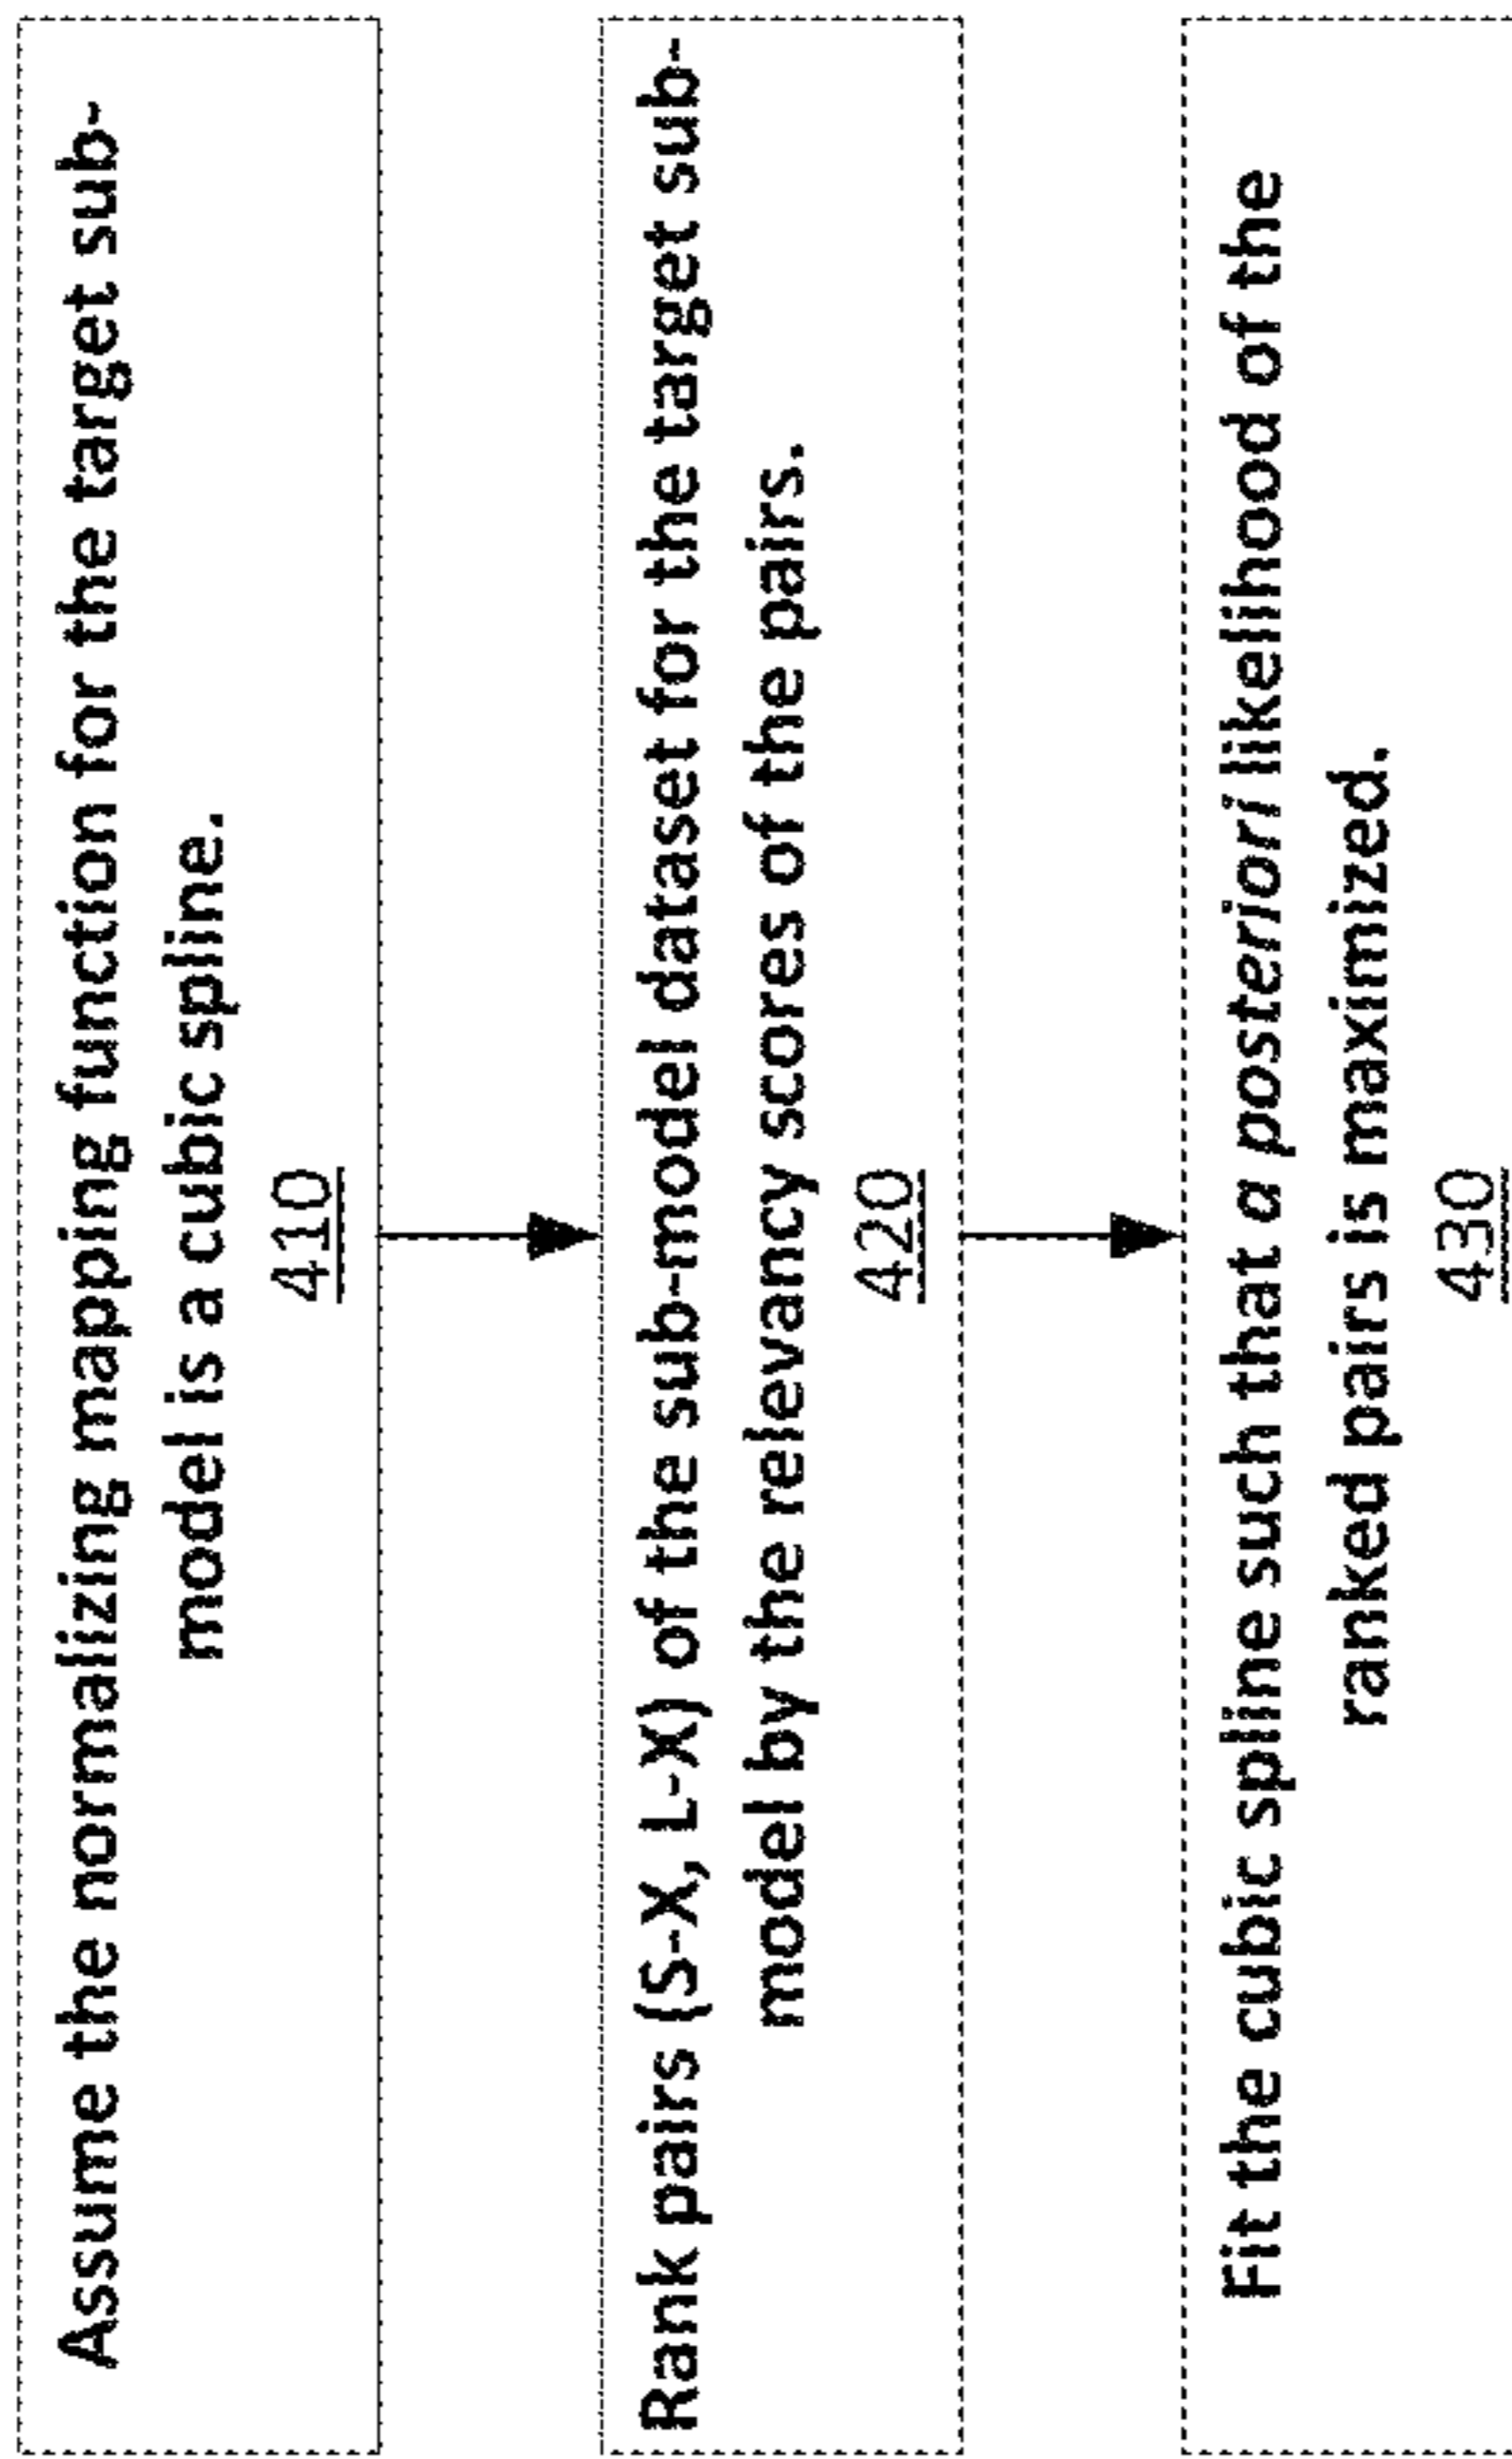 Assume the normalizing mapping function for the target sub-
model is a cubic spline.
410
Rank pairs (S-X, L-X) of the sub-model dataset for the target sub-
model by the relevancy scores of the pairs.
420
Fit the cubic spline such that a posteriori likelihood of the
ranked pairs is maximized.
430